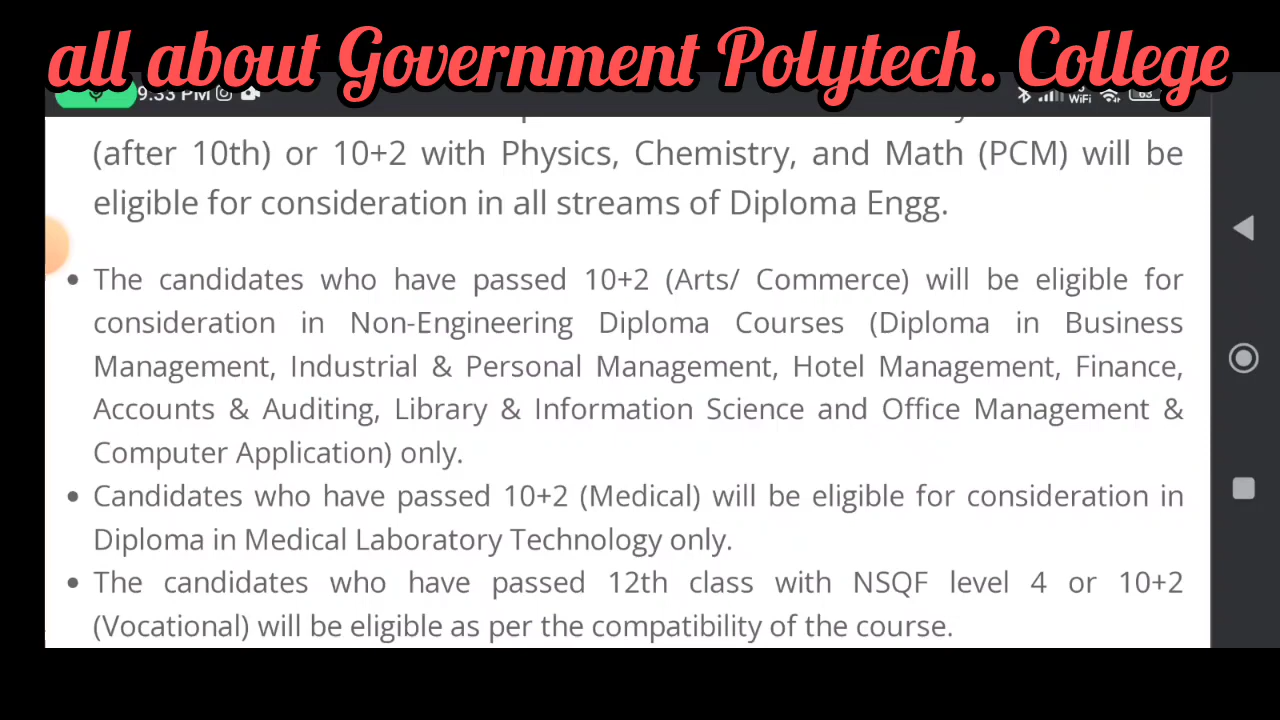 all about Government Polytech. College
9:33 PM
WiFi
63
(after 10th) or 10+2 with Physics, Chemistry, and Math (PCM) will be
eligible for consideration in all streams of Diploma Engg.
• The candidates who have passed 10+2 (Arts/ Commerce) will be eligible for
consideration in Non-Engineering Diploma Courses (Diploma in Business
Management, Industrial & Personal Management, Hotel Management, Finance,
Accounts & Auditing, Library & Information Science and Office Management &
Computer Application) only.
• Candidates who have passed 10+2 (Medical) will be eligible for consideration in
Diploma in Medical Laboratory Technology only.
• The candidates who have passed 12th class with NSQF level 4 or 10+2
(Vocational) will be eligible as per the compatibility of the course.